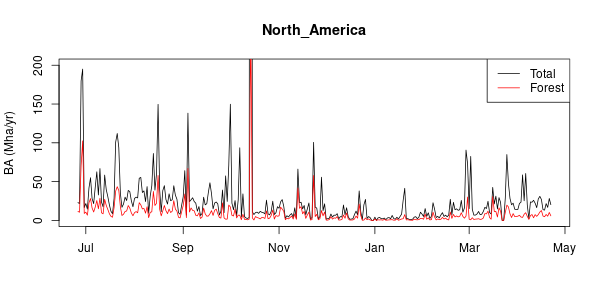 North_America
BA (Mha/yr)
200
150
100
50
0
Total
Forest
Jul
Sep
Nov
Jan
Mar
May